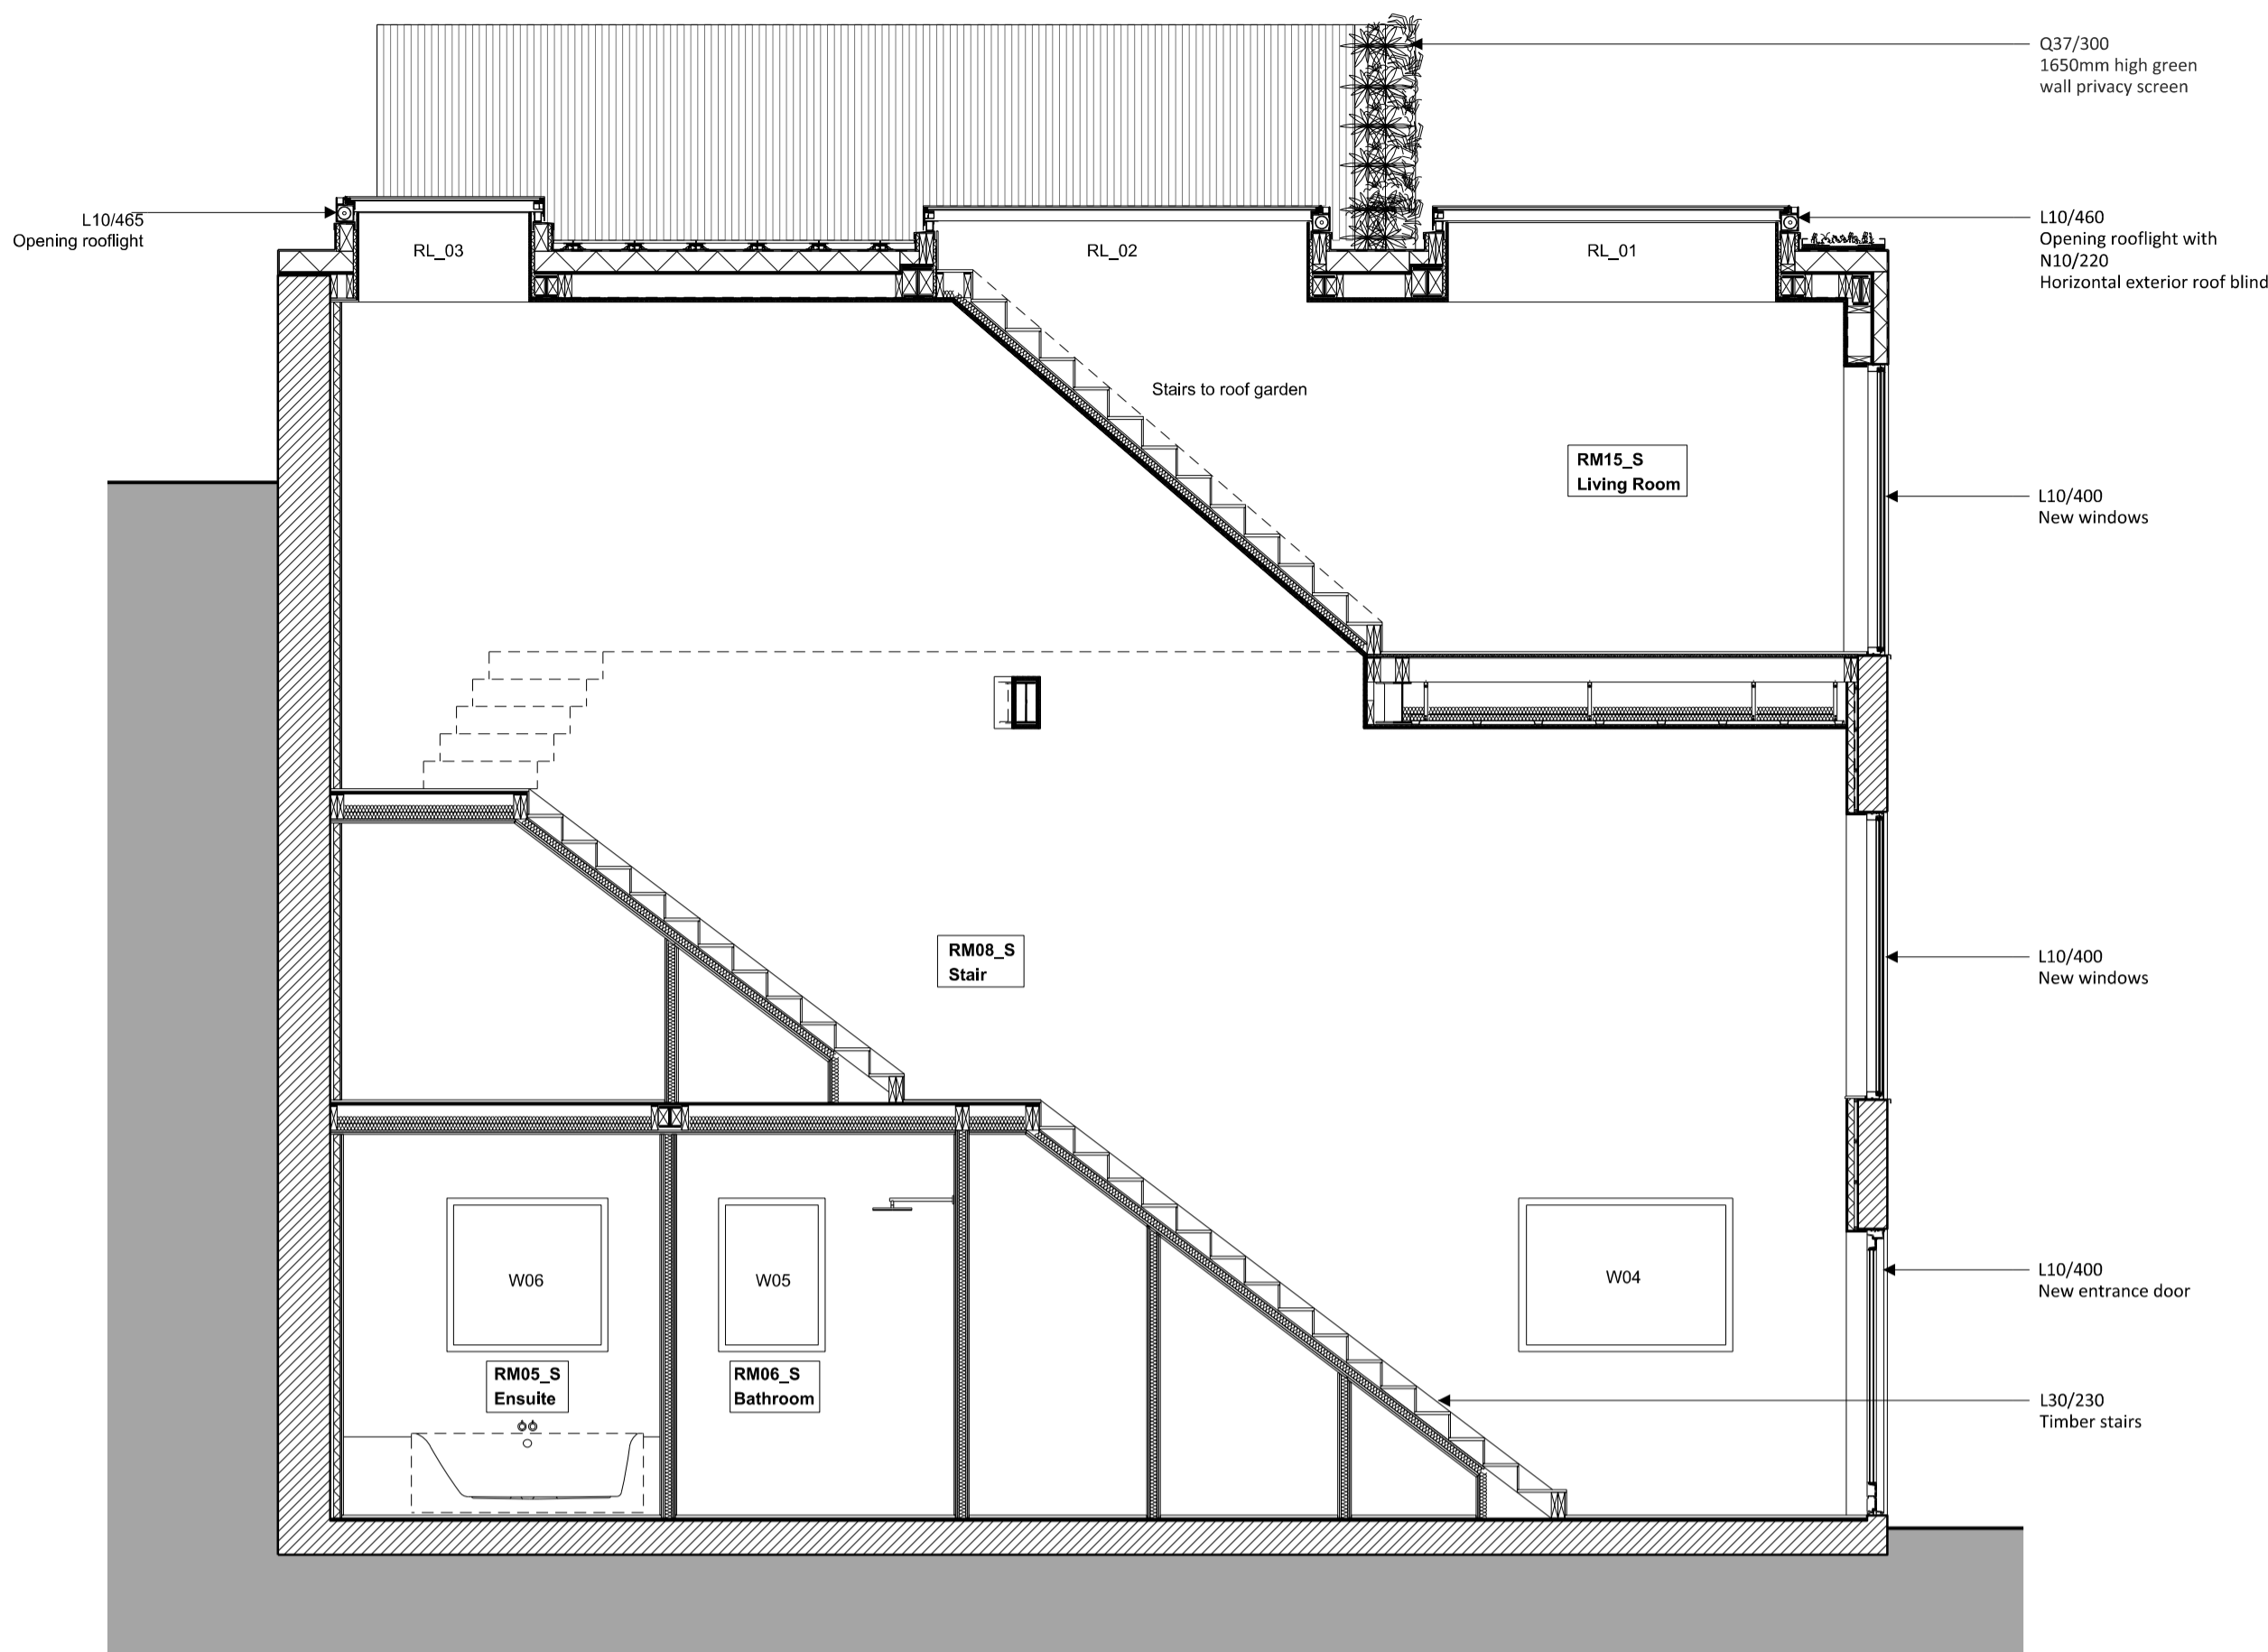 Q37/300
1650mm high green
wall privacy screen
L10/465
Opening rooflight
RL_03
RL_02
RL_01
L10/460
Opening rooflight with
N10/220
Horizontal exterior roof blind
Stairs to roof garden
RM15_S
Living Room
L10/400
New windows
RM08_S
Stair
L10/400
New windows
W06
W05
W04
L10/400
New entrance door
RM05_S
Ensuite
RM06_S
Bathroom
L30/230
Timber stairs